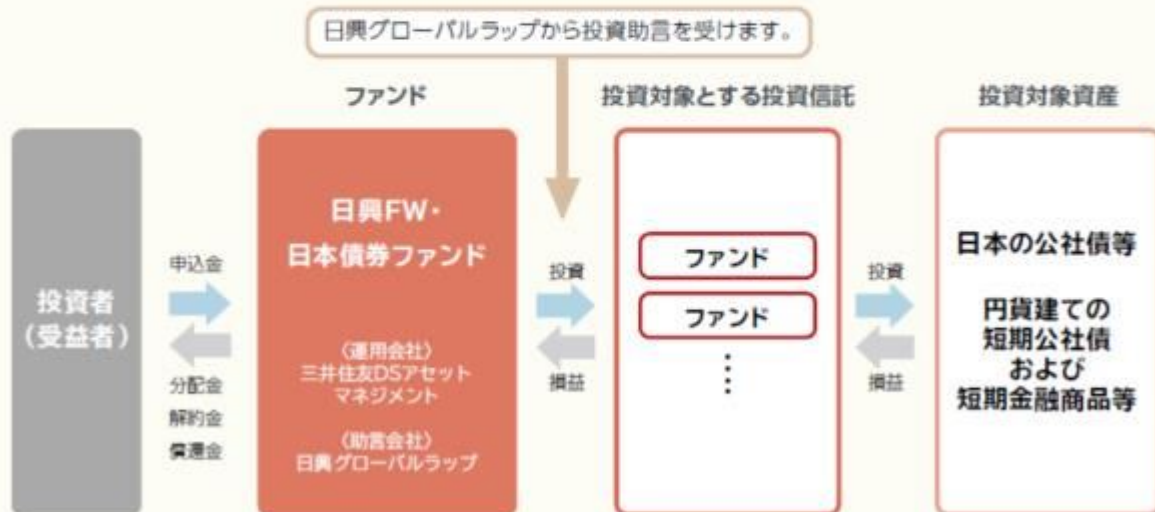 日興グローバルラップから投資助言を受けます。
ファンド
投資対象とする投資信託
投資対象資産
投資者
（受益者）
申込金
分配金
解約金
償還金
日興FW・
日本債券ファンド
〈運用会社〉
三井住友DSアセット
マネジメント
〈助言会社〉
日興グローバルラップ
投資
損益
ファンド
ファンド
⋮
投資
損益
日本の公社債等
円貨建ての
短期公社債
および
短期金融商品等